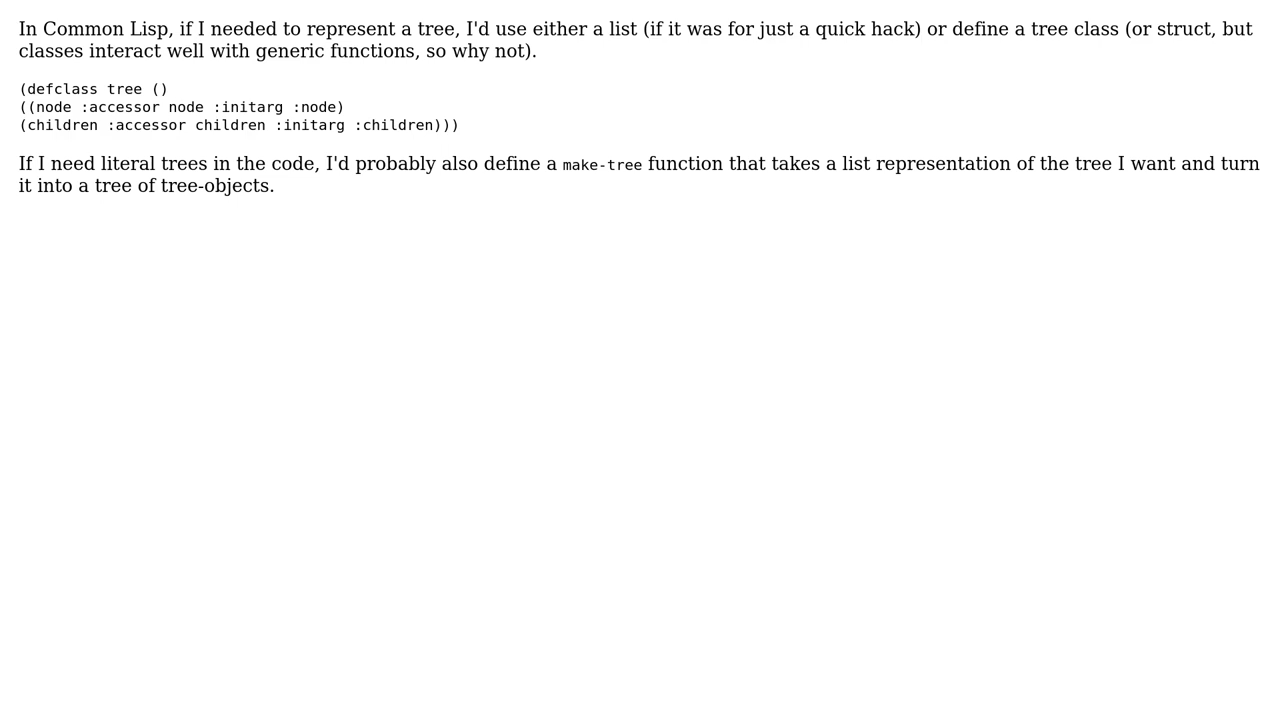 In Common Lisp, if I needed to represent a tree, I'd use either a list (if it was for just a quick hack) or define a tree class (or struct, but
classes interact well with generic functions, so why not).
(defclass tree ()
((node :accessor node :initarg :node)
(children :accessor children :initarg :children)))
If I need literal trees in the code, I'd probably also define a make-tree function that takes a list representation of the tree I want and turn
it into a tree of tree-objects.